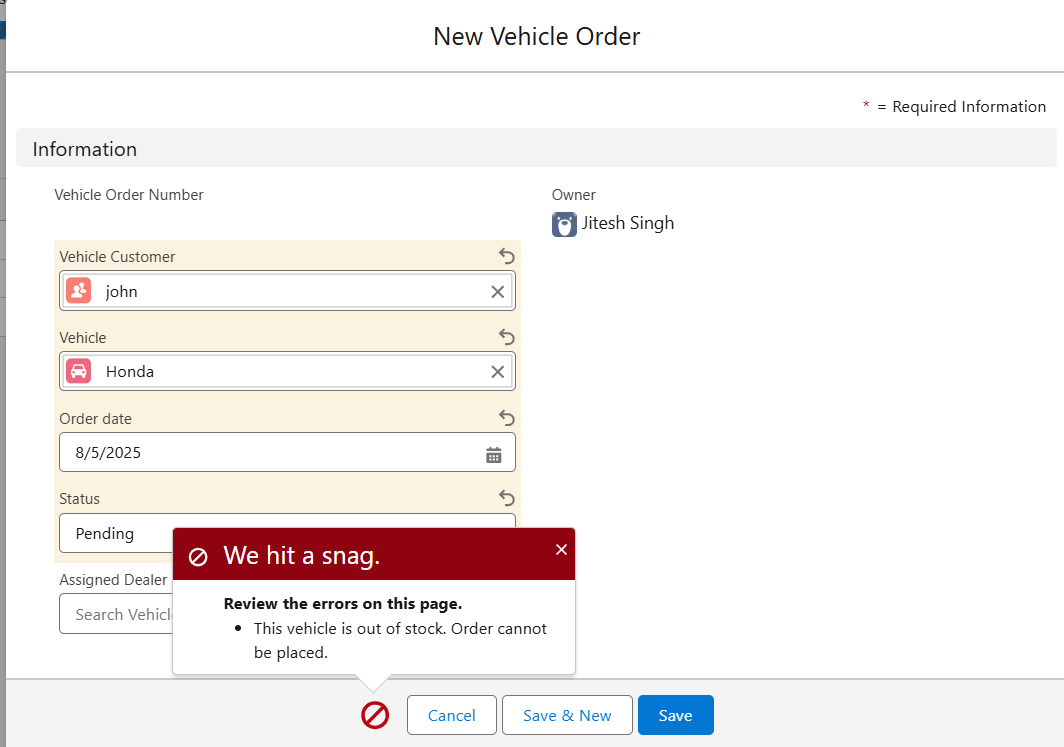 New Vehicle Order
* = Required Information
Information
Vehicle Order Number
Owner
Jitesh Singh
Vehicle Customer
john
Vehicle
Honda
Order date
8/5/2025
Status
Pending
We hit a snag.
Assigned Dealer
Review the errors on this page.
Search Vehicl
• This vehicle is out of stock. Order cannot
be placed.
Cancel
Save & New
Save